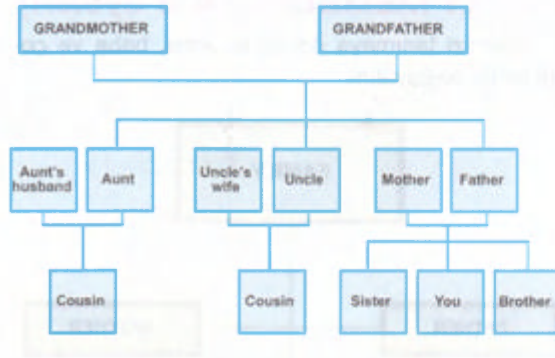 GRANDMOTHER
GRANDFATHER
Aunt's
husband
Aunt
Uncle's
wife
Uncle
Mother
Father
Cousin
Cousin
Sister
You
Brother